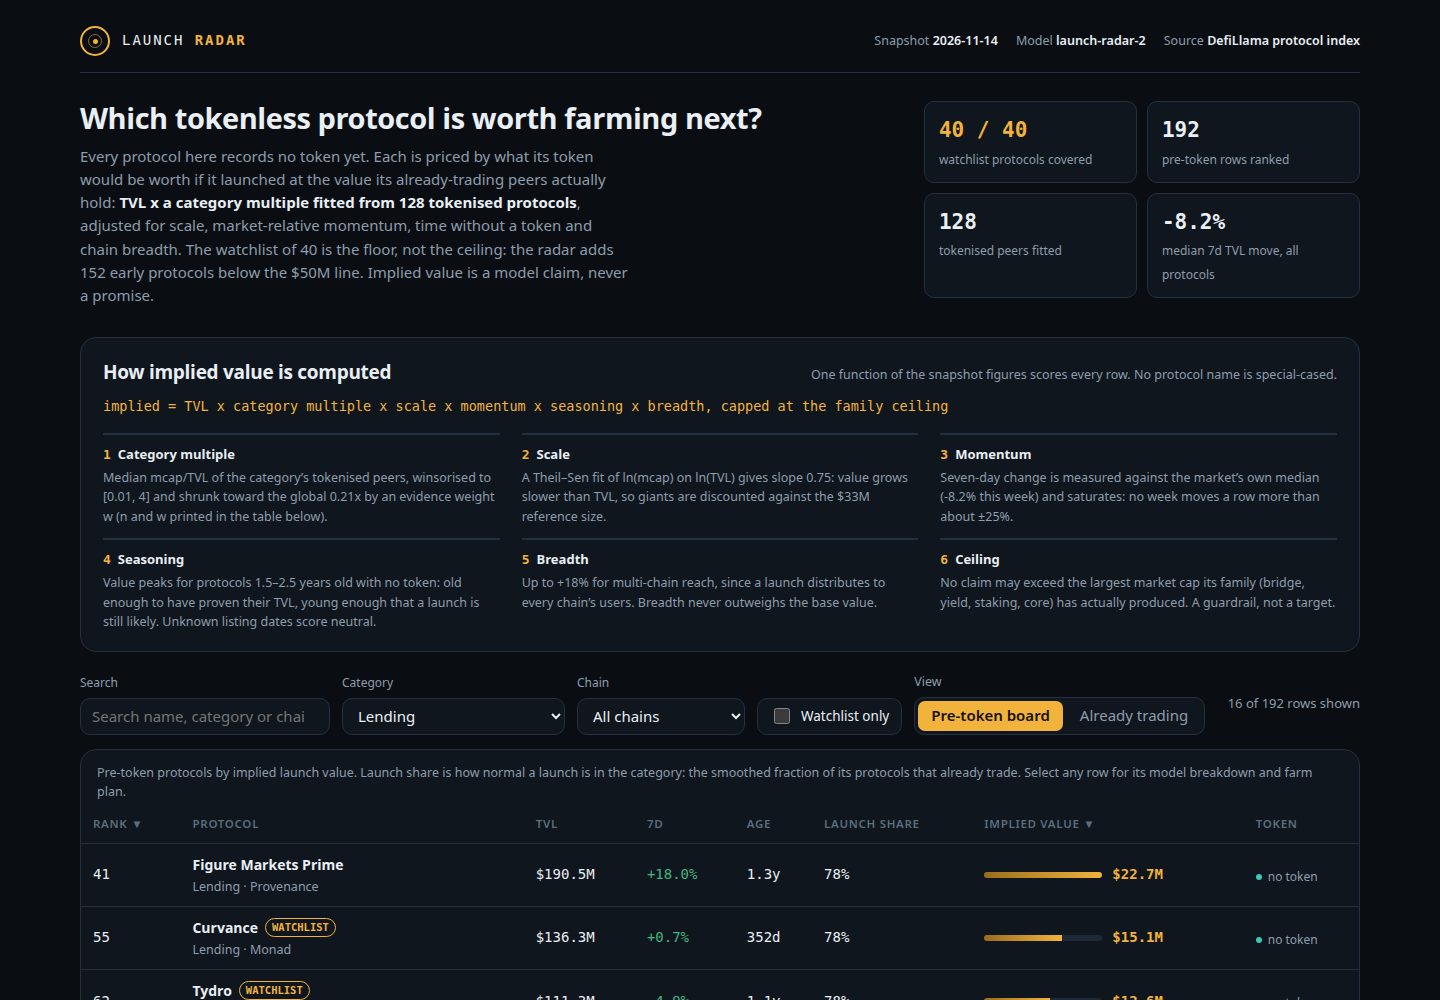 LAUNCH RADAR
Snapshot 2026-11-14 Model launch-radar-2 Source DefiLlama protocol index
Which tokenless protocol is worth farming next?
Every protocol here records no token yet. Each is priced by what its token
would be worth if it launched at the value its already-trading peers actually
hold: TVL x a category multiple fitted from 128 tokenised protocols,
adjusted for scale, market-relative momentum, time without a token and
chain breadth. The watchlist of 40 is the floor, not the ceiling: the radar adds
152 early protocols below the $50M line. Implied value is a model claim, never
a promise.
40 / 40
watchlist protocols covered
192
pre-token rows ranked
128
tokenised peers fitted
-8.2%
median 7d TVL move, all
protocols
How implied value is computed
One function of the snapshot figures scores every row. No protocol name is special-cased.
implied = TVL x category multiple x scale x momentum x seasoning x breadth, capped at the family ceiling
1 Category multiple
Median mcap/TVL of the category’s tokenised peers, winsorised to
[0.01, 4] and shrunk toward the global 0.21x by an evidence weight
w (n and w printed in the table below).
2 Scale
A Theil–Sen fit of ln(mcap) on ln(TVL) gives slope 0.75: value grows
slower than TVL, so giants are discounted against the $33M
reference size.
3 Momentum
Seven-day change is measured against the market’s own median
(-8.2% this week) and saturates: no week moves a row more than
about ±25%.
4 Seasoning
Value peaks for protocols 1.5–2.5 years old with no token: old
enough to have proven their TVL, young enough that a launch is
still likely. Unknown listing dates score neutral.
5 Breadth
Up to +18% for multi-chain reach, since a launch distributes to
every chain’s users. Breadth never outweighs the base value.
6 Ceiling
No claim may exceed the largest market cap its family (bridge,
yield, staking, core) has actually produced. A guardrail, not a target.
Search
Search name, category or chai
Category
Lending
Chain
All chains
Watchlist only
View
Pre-token board Already trading
16 of 192 rows shown
Pre-token protocols by implied launch value. Launch share is how normal a launch is in the category: the smoothed fraction of its protocols that already trade. Select any row for its model breakdown and farm
plan.
RANK ▼ PROTOCOL TVL 7D AGE LAUNCH SHARE IMPLIED VALUE ▼ TOKEN
41 Figure Markets Prime $190.5M +18.0% 1.3y 78% $22.7M no token
Lending · Provenance
55 Curvance WATCHLIST $136.3M +0.7% 352d 78% $15.1M no token
Lending · Monad
Tydro WATCHLIST